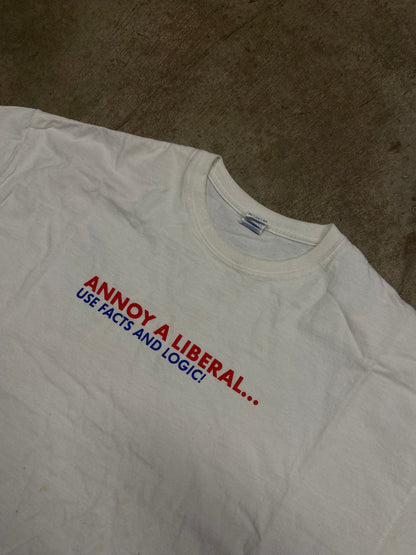 ANNOY A LIBERAL...
USE FACTS AND LOGIC!